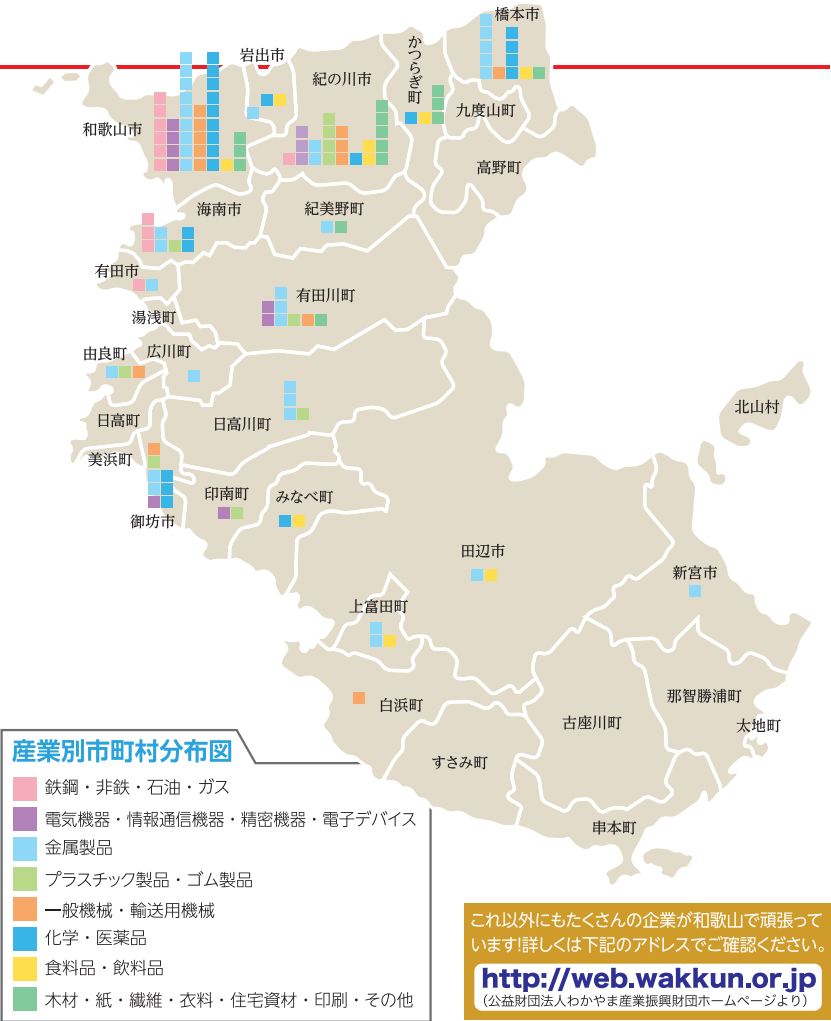 橋本市
岩出市
かつらぎ町
紀の川市
九度山町
和歌山市
高野町
海南市
紀美野町
有田市
有田川町
湯浅町
由良町
広川町
北山村
日高町
日高川町
美浜町
印南町
みなべ町
御坊市
田辺市
新宮市
上富田町
那智勝浦町
白浜町
古座川町
太地町
すさみ町
串本町
産業別市町村分布図
鉄鋼・非鉄・石油・ガス
電気機器・情報通信機器・精密機器・電子デバイス
金属製品
プラスチック製品・ゴム製品
一般機械・輸送用機械
化学・医薬品
食料品・飲料品
木材・紙・繊維・衣料・住宅資材・印刷・その他
これ以外にもたくさんの企業が和歌山で頑張って
います!詳しくは下記のアドレスでご確認ください。
http://web.wakkun.or.jp
(公益財団法人わかやま産業振興財団ホームページより)